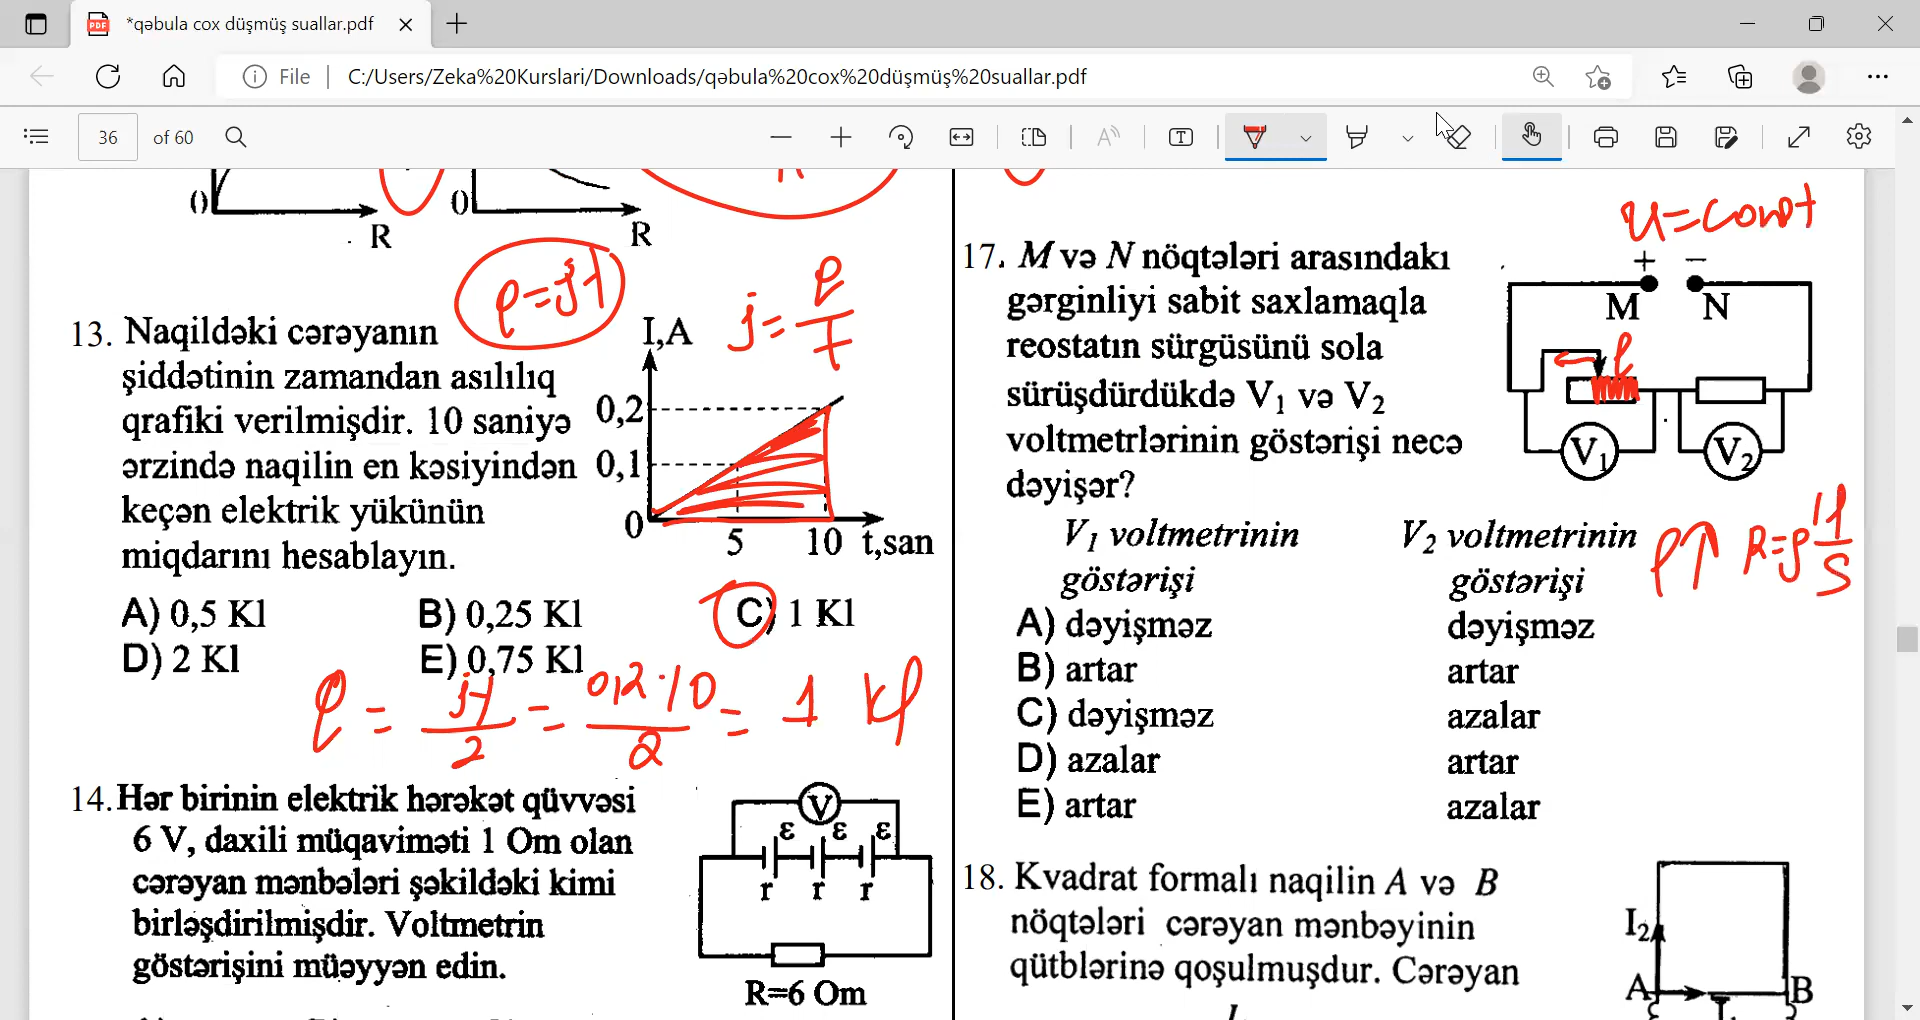 *qəbula cox düşmüş suallar.pdf
File
C:/Users/Zeka%20Kurslari/Downloads/qəbula%20cox%20düşmüş%20suallar.pdf
36 of 60
0 R
0 R
q=It
13. Naqildəki cərəyanın
şiddətinin zamandan asılılıq
qrafiki verilmişdir. 10 saniyə
ərzində naqilin en kəsiyindən
keçən elektrik yükünün
miqdarını hesablayın.
I,A
0,2
0,1
0
5 10 t,san
A) 0,5 Kl B) 0,25 Kl C) 1 Kl
D) 2 Kl E) 0,75 Kl
= 0,2·10 / 2 = 1 Kl
14. Hər birinin elektrik hərəkət qüvvəsi
6 V, daxili müqaviməti 1 Om olan
cərəyan mənbələri şəkildəki kimi
birləşdirilmişdir. Voltmetrin
göstərişini müəyyən edin.
V
ε ε ε
r r r
R=6 Om
U=const
17. M və N nöqtələri arasındakı
gərginliyi sabit saxlamaqla
reostatın sürgüsünü sola
sürüşdürdükdə V₁ və V₂
voltmetrlərinin göstərişi necə
dəyişər?
+ −
M N
V₁ V₂
V₁ voltmetrinin V₂ voltmetrinin
göstərişi göstərişi
l↑ R=ρ l/S
A) dəyişməz dəyişməz
B) artar artar
C) dəyişməz azalar
D) azalar artar
E) artar azalar
18. Kvadrat formalı naqilin A və B
nöqtələri cərəyan mənbəyinin
qütblərinə qoşulmuşdur. Cərəyan
I₂
A B